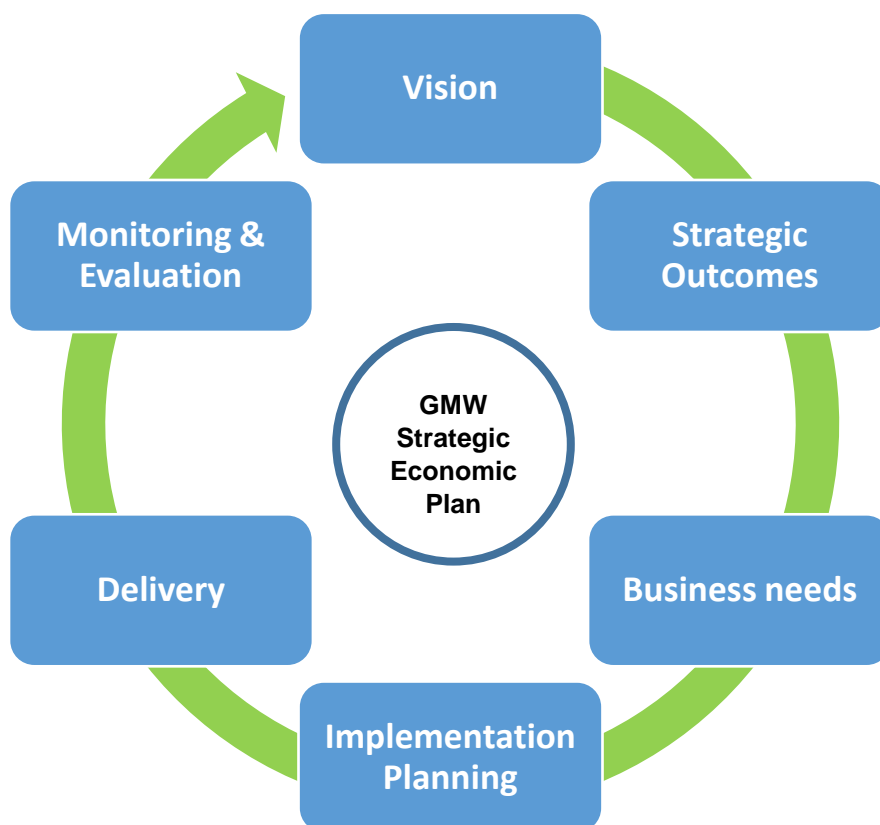 Vision
Strategic
Outcomes
Business needs
Implementation
Planning
Delivery
Monitoring &
Evaluation
GMW
Strategic
Economic
Plan